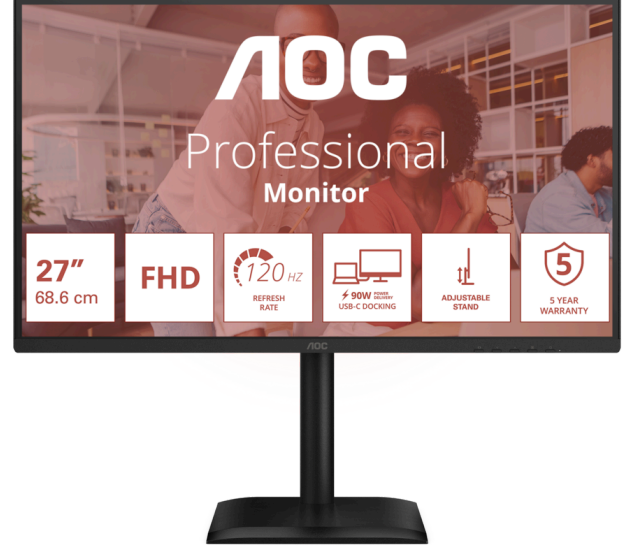 AOC
Professional
Monitor
27"
68.6 cm
FHD
120 HZ
REFRESH
RATE
90W POWER DELIVERY
USB-C DOCKING
ADJUSTABLE
STAND
5
5 YEAR
WARRANTY
AOC